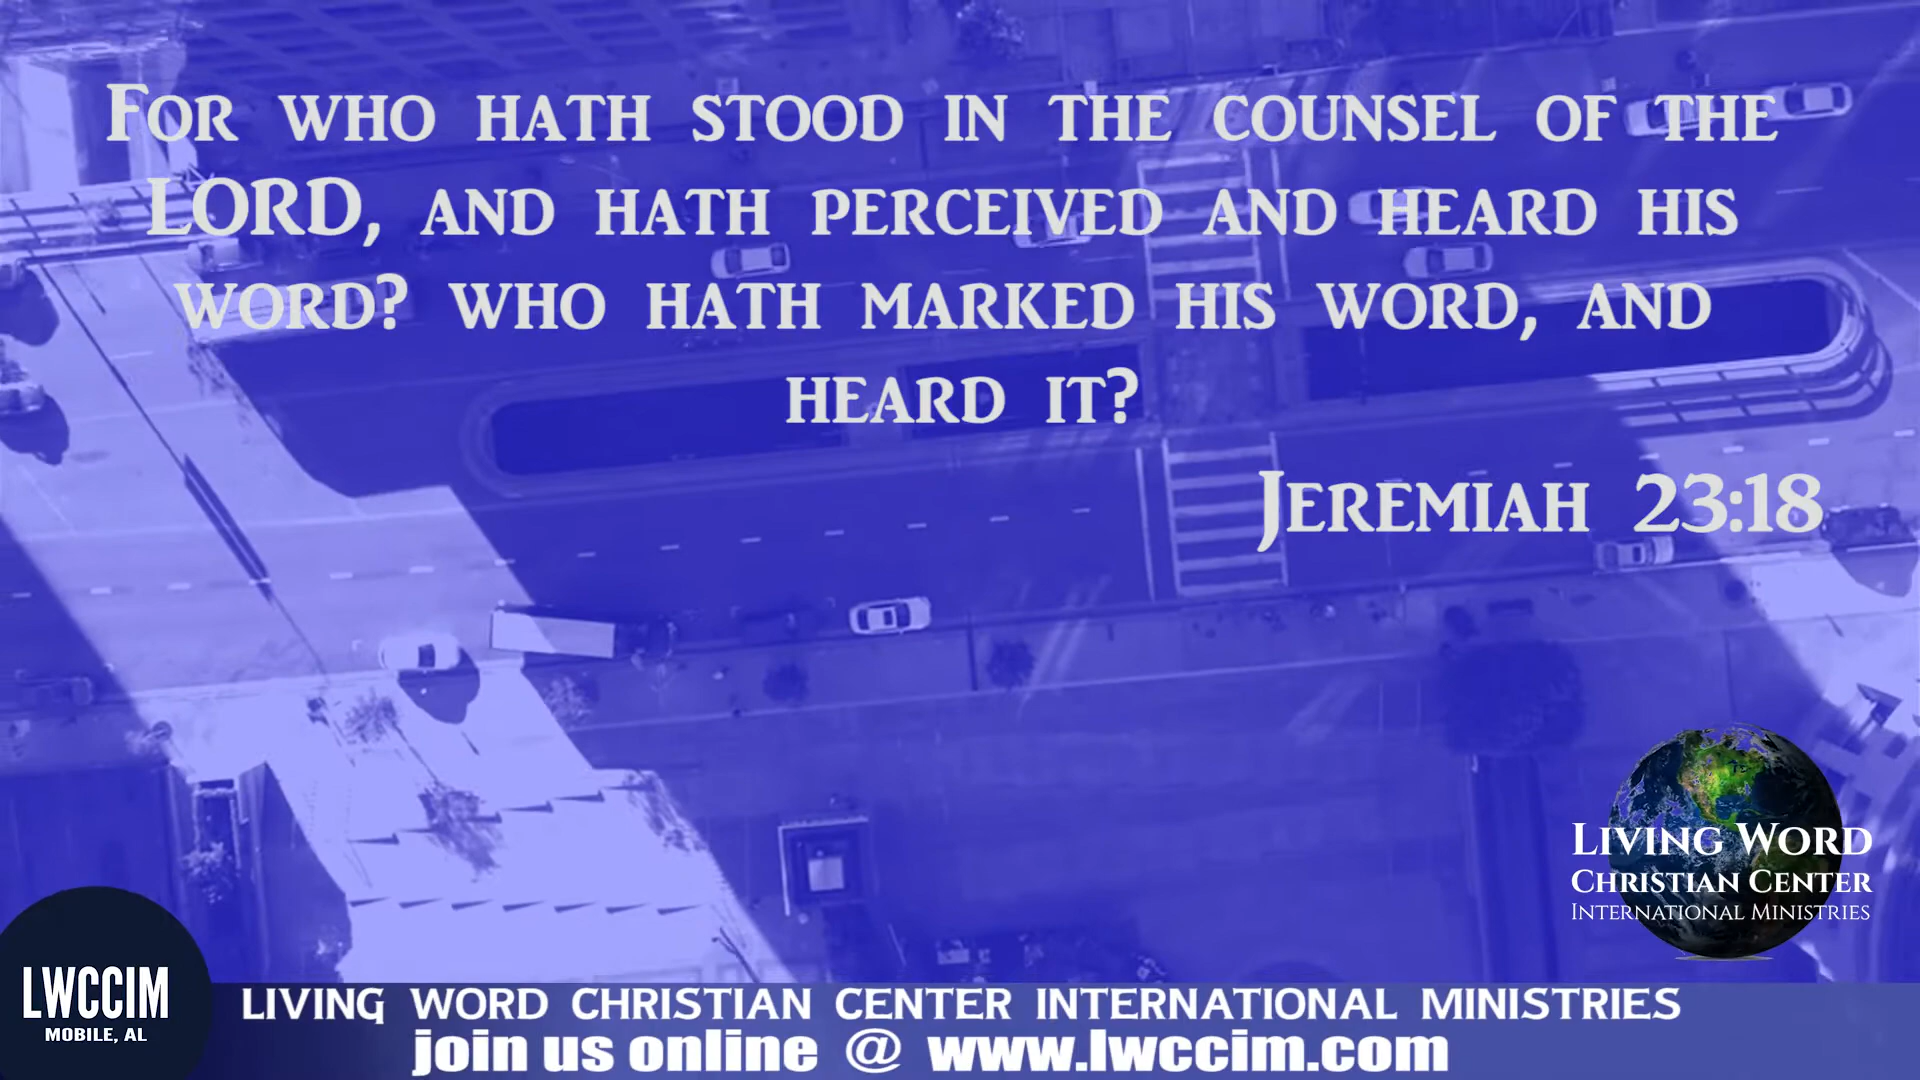 For who hath stood in the counsel of the
LORD, and hath perceived and heard his
word? who hath marked his word, and
heard it?
Jeremiah 23:18
Living Word
Christian Center
International Ministries
LWCCIM
MOBILE, AL
LIVING WORD CHRISTIAN CENTER INTERNATIONAL MINISTRIES
join us online @ www.lwccim.com